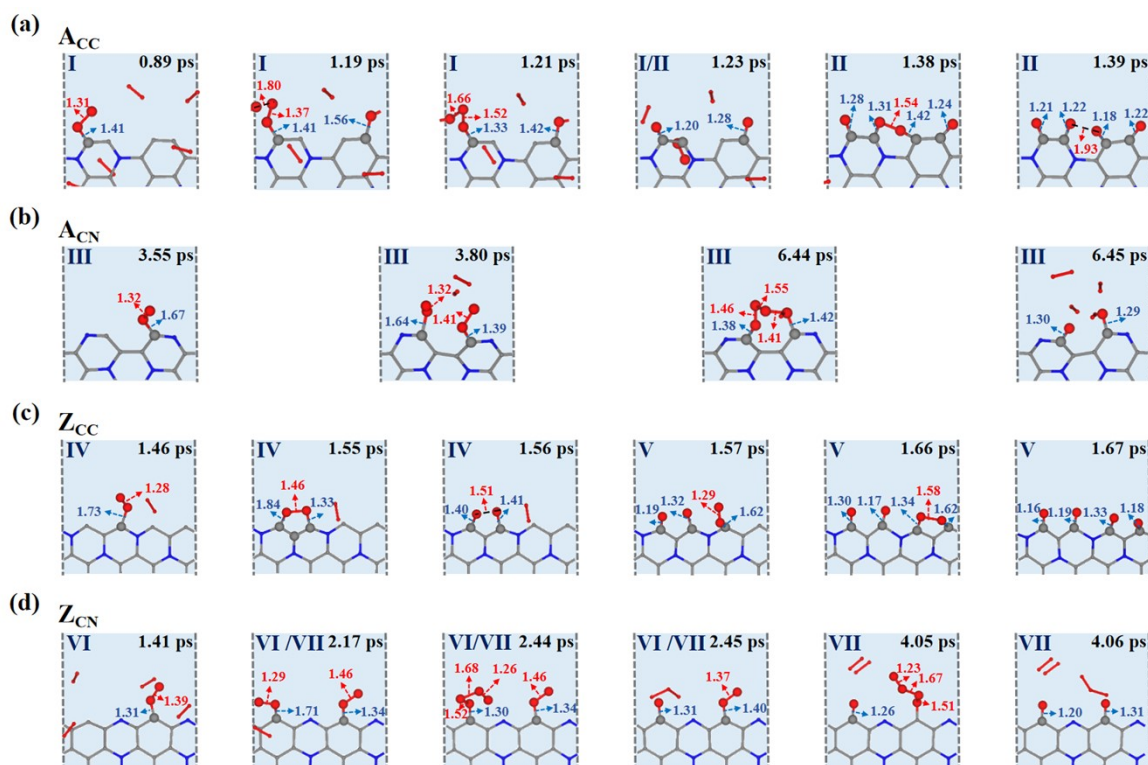 (a) A_CC
I 0.89 ps
1.31
1.41
I 1.19 ps
1.80
1.37
1.41
1.56
I 1.21 ps
1.66
1.52
1.33
1.42
I/II 1.23 ps
1.20
1.28
II 1.38 ps
1.28
1.31
1.54
1.42
1.24
II 1.39 ps
1.21
1.22
1.18
1.22
1.93
(b) A_CN
III 3.55 ps
1.32
1.67
III 3.80 ps
1.32
1.41
1.64
1.39
III 6.44 ps
1.55
1.46
1.42
1.38
1.41
III 6.45 ps
1.30
1.29
(c) Z_CC
IV 1.46 ps
1.28
1.73
IV 1.55 ps
1.46
1.84
1.33
IV 1.56 ps
1.51
1.40
1.41
V 1.57 ps
1.29
1.32
1.19
1.62
V 1.66 ps
1.58
1.30
1.17
1.34
1.62
V 1.67 ps
1.16
1.19
1.33
1.18
(d) Z_CN
VI 1.41 ps
1.39
1.31
VI /VII 2.17 ps
1.29
1.46
1.71
1.34
VI/VII 2.44 ps
1.68
1.26
1.46
1.52
1.30
1.34
VI /VII 2.45 ps
1.37
1.31
1.40
VII 4.05 ps
1.23
1.67
1.51
1.26
VII 4.06 ps
1.20
1.31